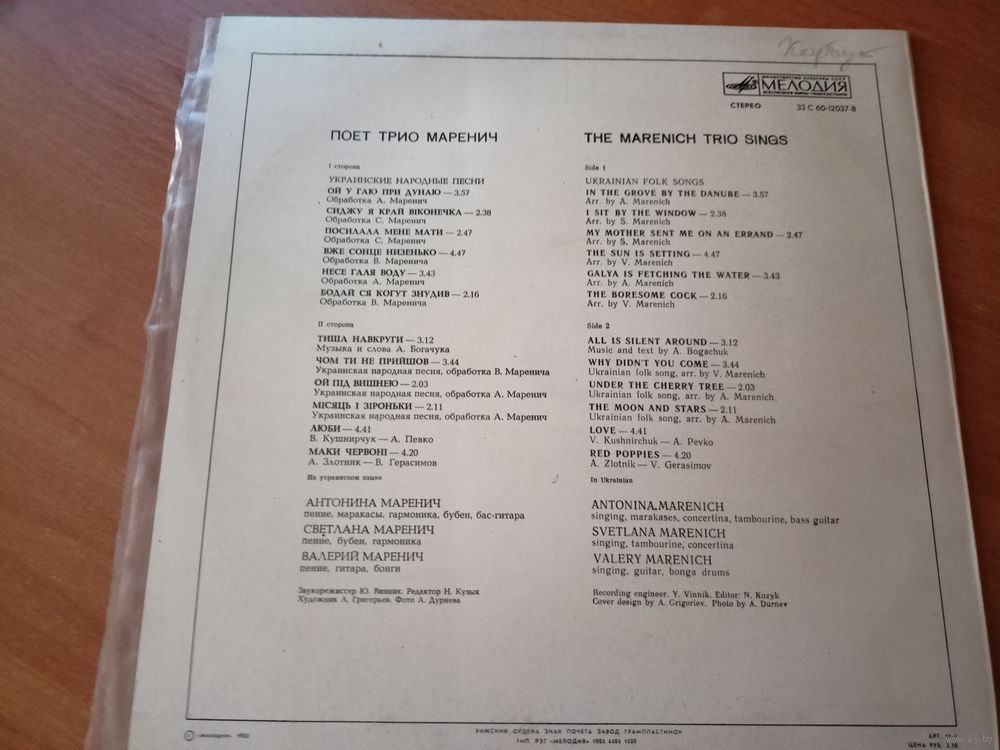 МИНИСТЕРСТВО КУЛЬТУРЫ СССР
МЕЛОДИЯ
ВСЕСОЮЗНАЯ ФИРМА ГРАМПЛАСТИНОК
СТЕРЕО 33 С 60-12037-8
ПОЕТ ТРИО МАРЕНИЧ
I сторона
УКРАИНСКИЕ НАРОДНЫЕ ПЕСНИ
ОЙ У ГАЮ ПРИ ДУНАЮ — 3.57
Обработка А. Маренич
СИДЖУ Я КРАЙ ВІКОНЕЧКА — 2.38
Обработка С. Маренич
ПОСИЛАЛА МЕНЕ МАТИ — 2.47
Обработка С. Маренич
ВЖЕ СОНЦЕ НИЗЕНЬКО — 4.47
Обработка В. Маренича
НЕСЕ ГАЛЯ ВОДУ — 3.43
Обработка А. Маренич
БОДАЙ СЯ КОГУТ ЗНУДИВ — 2.16
Обработка В. Маренича
II сторона
ТИША НАВКРУГИ — 3.12
Музыка и слова А. Богачука
ЧОМ ТИ НЕ ПРИЙШОВ — 3.44
Украинская народная песня, обработка В. Маренича
ОЙ ПІД ВИШНЕЮ — 2.03
Украинская народная песня, обработка А. Маренич
МІСЯЦЬ І ЗІРОНЬКИ — 2.11
Украинская народная песня, обработка А. Маренич
ЛЮБИ — 4.41
В. Кушнирчук — А. Певко
МАКИ ЧЕРВОНІ — 4.20
А. Злотник — В. Герасимов
На украинском языке
АНТОНИНА МАРЕНИЧ
пение, маракасы, гармоника, бубен, бас-гитара
СВЕТЛАНА МАРЕНИЧ
пение, бубен, гармоника
ВАЛЕРИЙ МАРЕНИЧ
пение, гитара, бонги
Звукорежиссер Ю. Винник. Редактор Н. Кузык
Художник А. Григорьев. Фото А. Дурнева
THE MARENICH TRIO SINGS
Side 1
UKRAINIAN FOLK SONGS
IN THE GROVE BY THE DANUBE — 3.57
Arr. by A. Marenich
I SIT BY THE WINDOW — 2.38
Arr. by S. Marenich
MY MOTHER SENT ME ON AN ERRAND — 2.47
Arr. by S. Marenich
THE SUN IS SETTING — 4.47
Arr. by V. Marenich
GALYA IS FETCHING THE WATER — 3.43
Arr. by A. Marenich
THE BORESOME COCK — 2.16
Arr. by V. Marenich
Side 2
ALL IS SILENT AROUND — 3.12
Music and text by A. Bogachuk
WHY DIDN'T YOU COME — 3.44
Ukrainian folk song, arr. by V. Marenich
UNDER THE CHERRY TREE — 2.03
Ukrainian folk song, arr. by A. Marenich
THE MOON AND STARS — 2.11
Ukrainian folk song, arr. by A. Marenich
LOVE — 4.41
V. Kushnirchuk — A. Pevko
RED POPPIES — 4.20
A. Zlotnik — V. Gerasimov
In Ukrainian
ANTONINA MARENICH
singing, marakases, concertina, tambourine, bass guitar
SVETLANA MARENICH
singing, tambourine, concertina
VALERY MARENICH
singing, guitar, bonga drums
Recording engineer. Y. Vinnik. Editor: N. Kuzyk
Cover design by A. Grigoriev. Photo by A. Durnev
© «мелодия», 1982
РИЖСКИЙ ОРДЕНА ЗНАК ПОЧЕТА ЗАВОД ГРАМПЛАСТИНОК
ТИП. РЗГ «МЕЛОДИЯ»
АРТ.
ЦЕНА РУБ.
ay.by